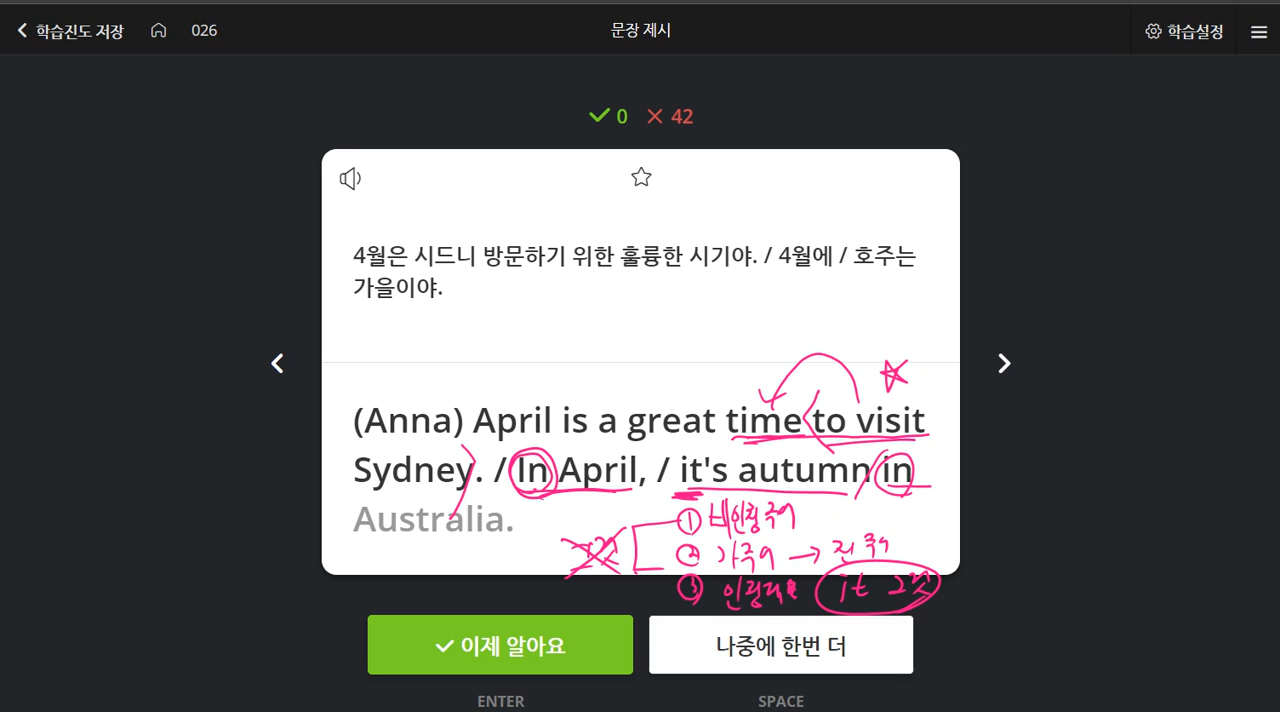 학습진도 저장 026 문장 제시 학습설정
0 42
4월은 시드니 방문하기 위한 훌륭한 시기야. / 4월에 / 호주는
가을이야.
(Anna) April is a great time to visit
Sydney. / In April, / it's autumn in
Australia.
① 비인칭주어
② 가주어 → 진주어
③ 인칭대 it 그것
이제 알아요 나중에 한번 더
ENTER SPACE